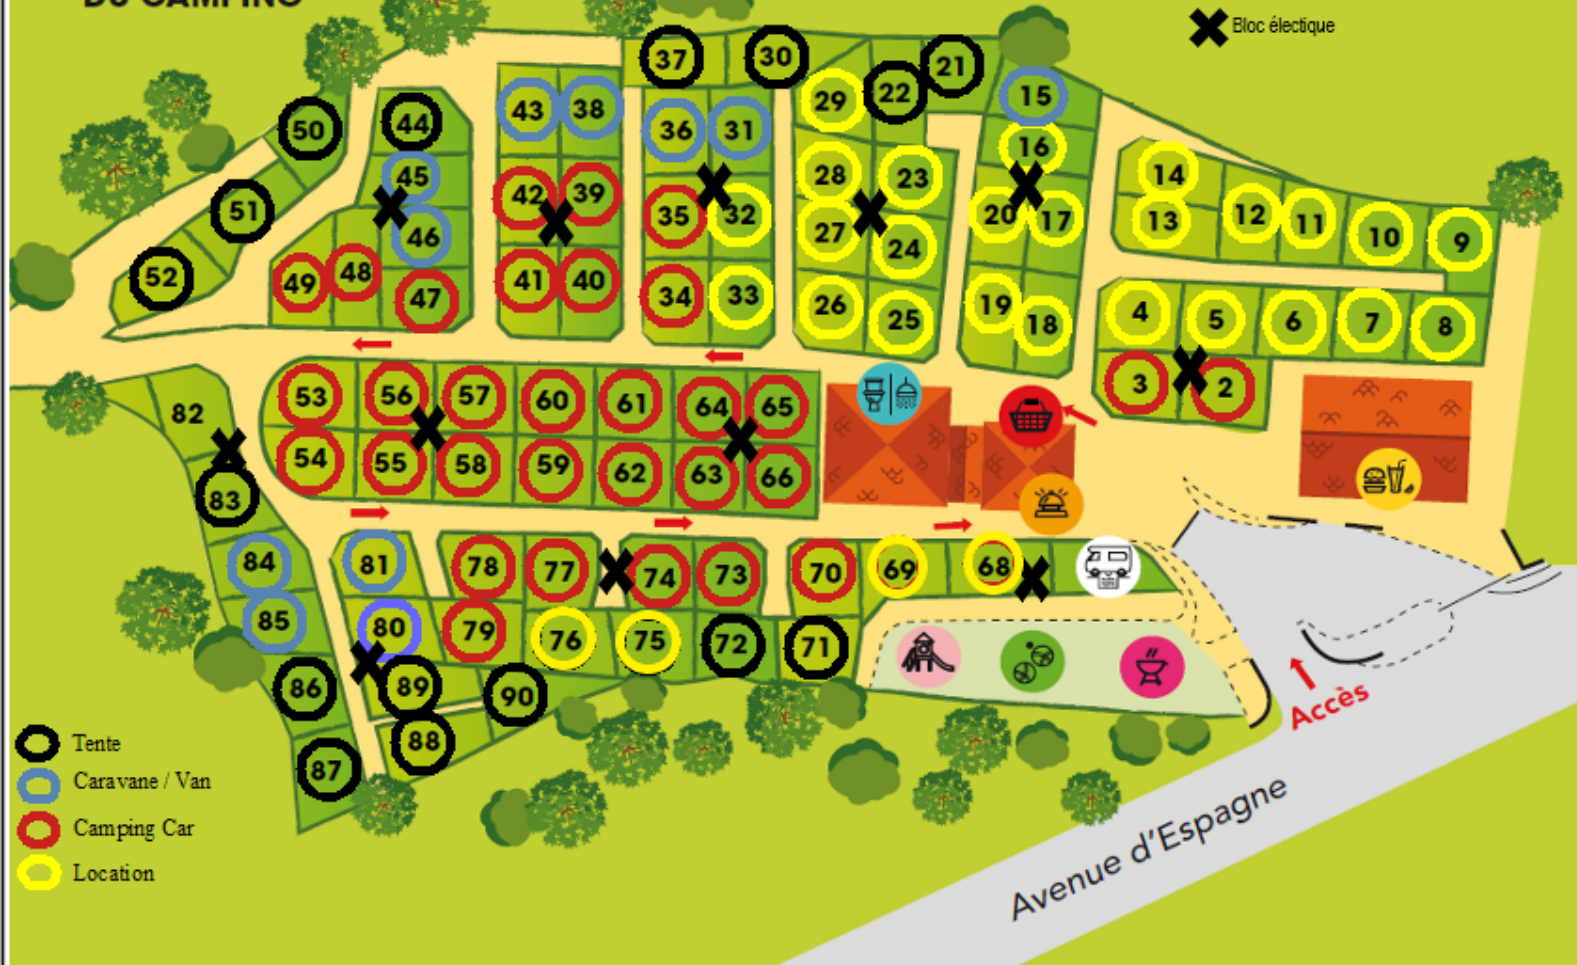 DU CAMPING
Bloc électique
37 30 21
22
29 15
43 38
50 44 36 31
16
45 28 23 14
42 39
51 35 32 20 17 13 12 11 10 9
46 27 24
52 49 48 41 40 34 33
47 26 25 19 18 4 5 6 7 8
3 2
82 53 56 57 60 61 64 65
83 54 55 58 59 62 63 66
84 81 78 77 74 73 70 69 68
85 80 79 76 75 72 71
86 89 90
88
87
Accès
Avenue d'Espagne
Tente
Caravane / Van
Camping Car
Location